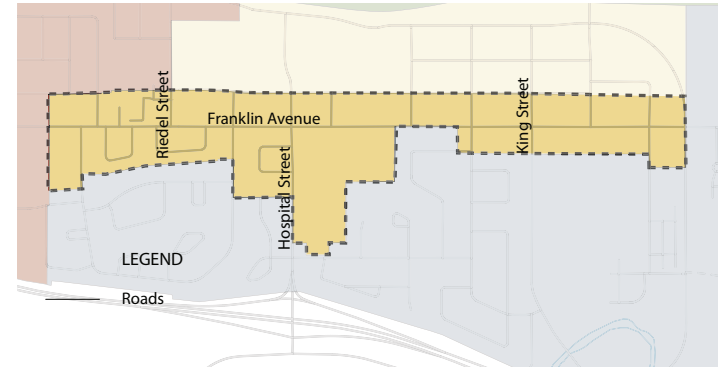 Riedel Street
King Street
Franklin Avenue
Hospital Street
LEGEND
Roads